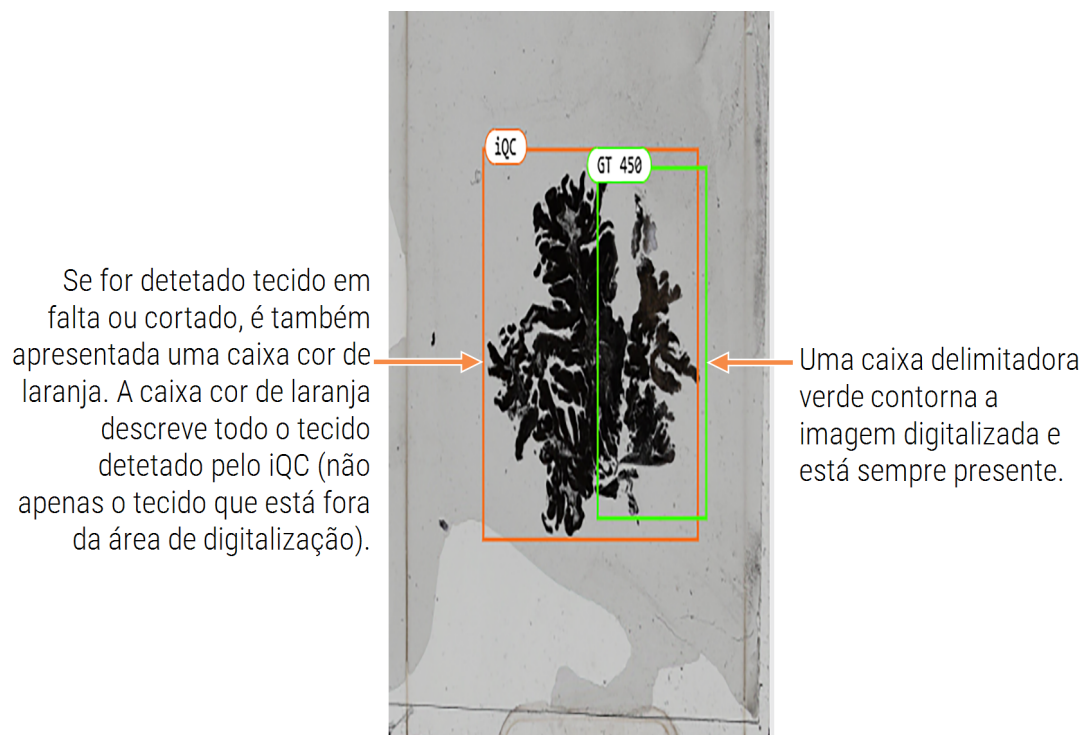 iQC
GT 450
Se for detetado tecido em
falta ou cortado, é também
apresentada uma caixa cor de
laranja. A caixa cor de laranja
descreve todo o tecido
detetado pelo iQC (não
apenas o tecido que está fora
da área de digitalização).
Uma caixa delimitadora
verde contorna a
imagem digitalizada e
está sempre presente.